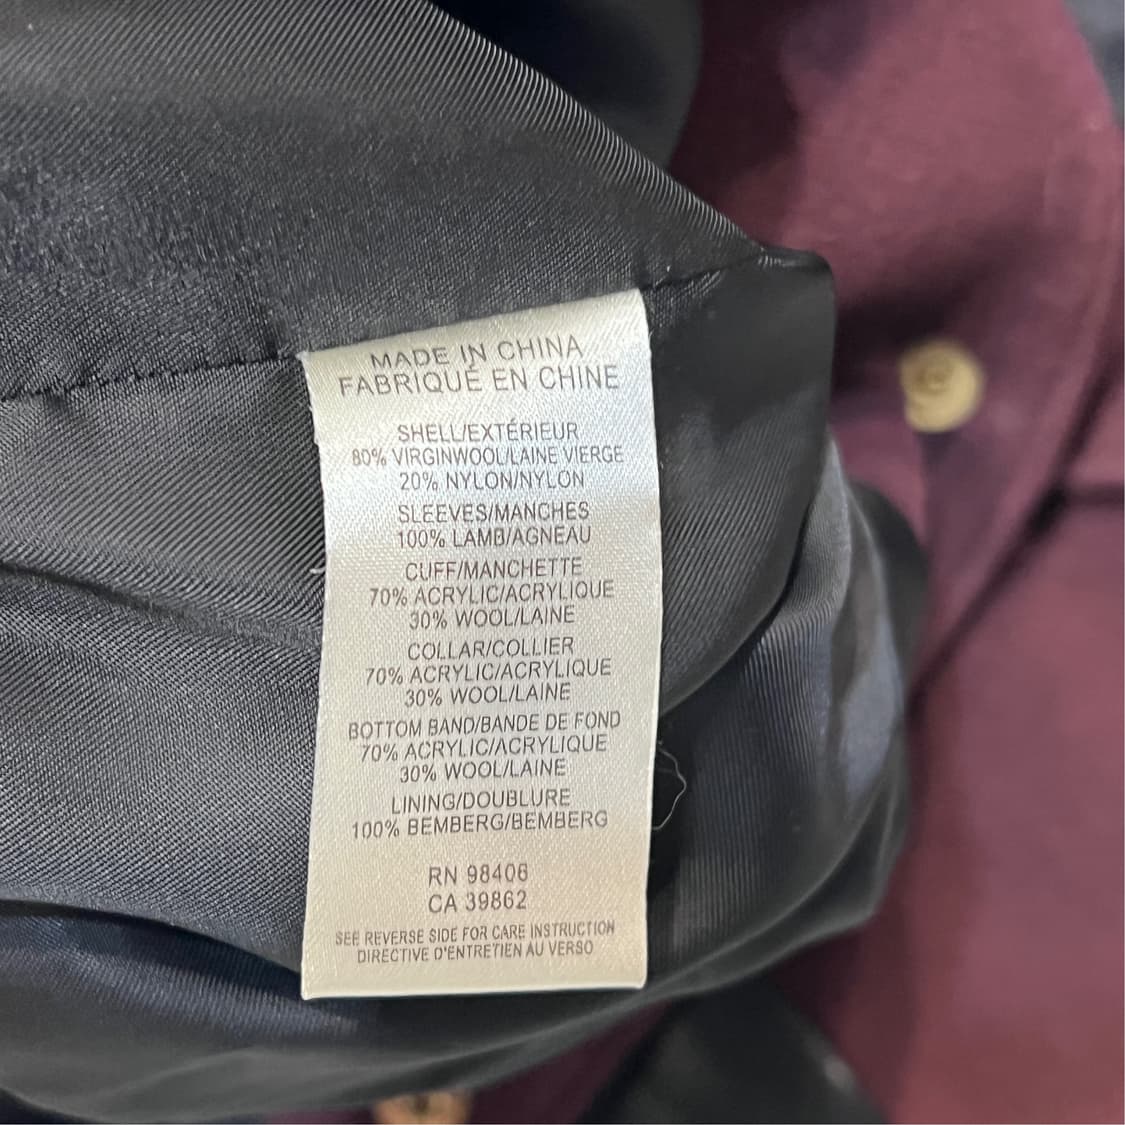 MADE IN CHINA
FABRIQUÉ EN CHINE
SHELL/EXTÉRIEUR
80% VIRGINWOOL/LAINE VIERGE
20% NYLON/NYLON
SLEEVES/MANCHES
100% LAMB/AGNEAU
CUFF/MANCHETTE
70% ACRYLIC/ACRYLIQUE
30% WOOL/LAINE
COLLAR/COLLIER
70% ACRYLIC/ACRYLIQUE
30% WOOL/LAINE
BOTTOM BAND/BANDE DE FOND
70% ACRYLIC/ACRYLIQUE
30% WOOL/LAINE
LINING/DOUBLURE
100% BEMBERG/BEMBERG
RN 98406
CA 39862
SEE REVERSE SIDE FOR CARE INSTRUCTION
DIRECTIVE D'ENTRETIEN AU VERSO